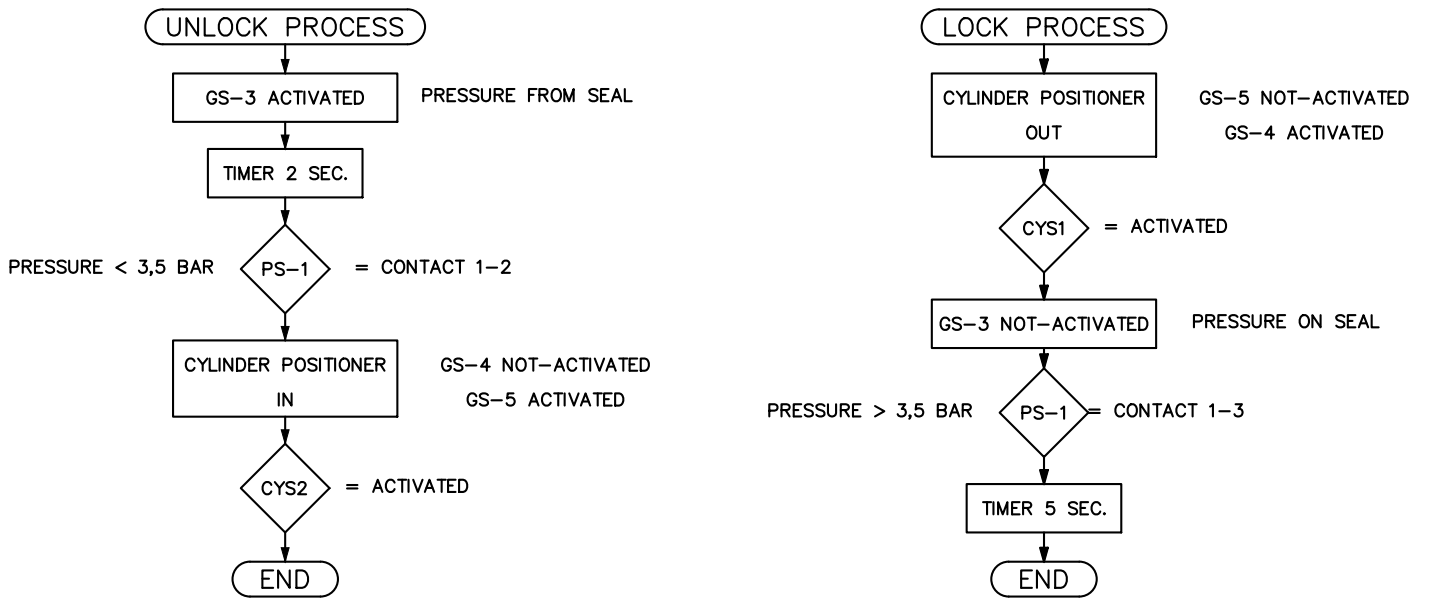 UNLOCK PROCESS
GS-3 ACTIVATED
PRESSURE FROM SEAL
TIMER 2 SEC.
PRESSURE < 3,5 BAR
PS-1
= CONTACT 1-2
CYLINDER POSITIONER
IN
GS-4 NOT-ACTIVATED
GS-5 ACTIVATED
CYS2
= ACTIVATED
END
LOCK PROCESS
CYLINDER POSITIONER
OUT
GS-5 NOT-ACTIVATED
GS-4 ACTIVATED
CYS1
= ACTIVATED
GS-3 NOT-ACTIVATED
PRESSURE ON SEAL
PRESSURE > 3,5 BAR
PS-1
= CONTACT 1-3
TIMER 5 SEC.
END